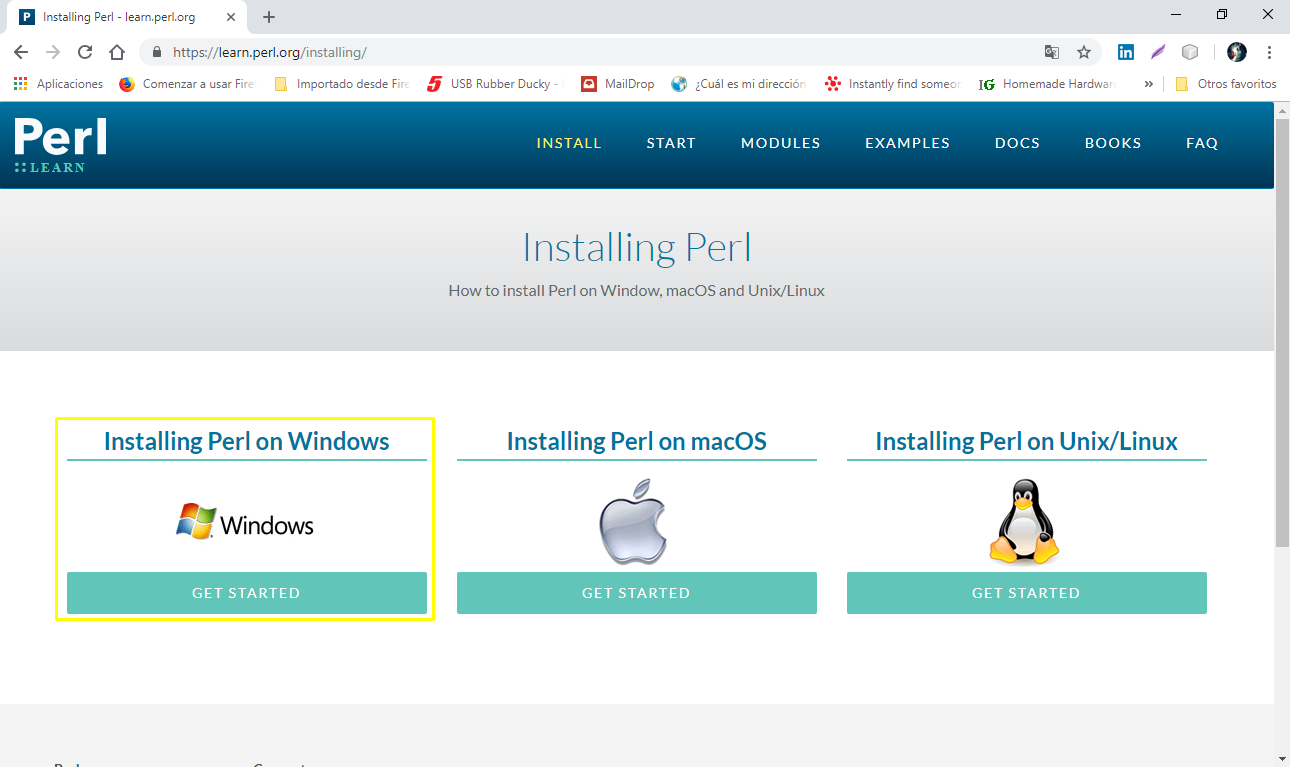 P Installing Perl - learn.perl.org
https://learn.perl.org/installing/
Aplicaciones Comenzar a usar Fire Importado desde Fire USB Rubber Ducky - MailDrop ¿Cuál es mi dirección Instantly find someon IG Homemade Hardwar » Otros favoritos
Perl
::LEARN
INSTALL START MODULES EXAMPLES DOCS BOOKS FAQ
Installing Perl
How to install Perl on Window, macOS and Unix/Linux
Installing Perl on Windows
Installing Perl on macOS
Installing Perl on Unix/Linux
Windows
GET STARTED
GET STARTED
GET STARTED